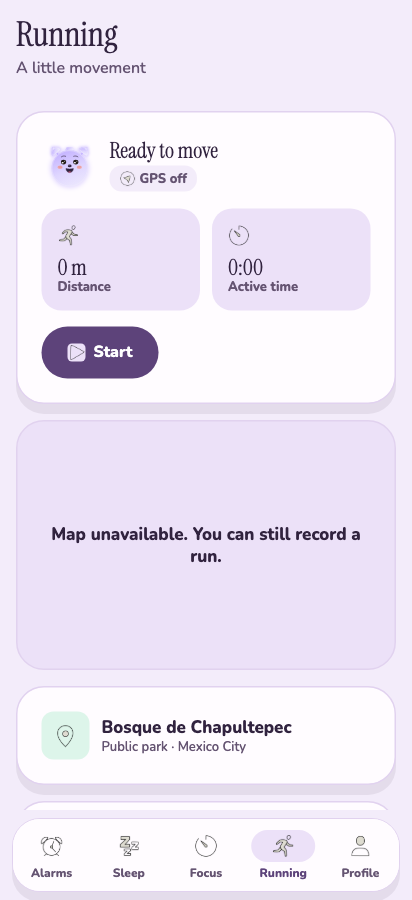 Running
A little movement
Ready to move
GPS off
0 m
Distance
0:00
Active time
Start
Map unavailable. You can still record a
run.
Bosque de Chapultepec
Public park · Mexico City
Alarms
Sleep
Focus
Running
Profile